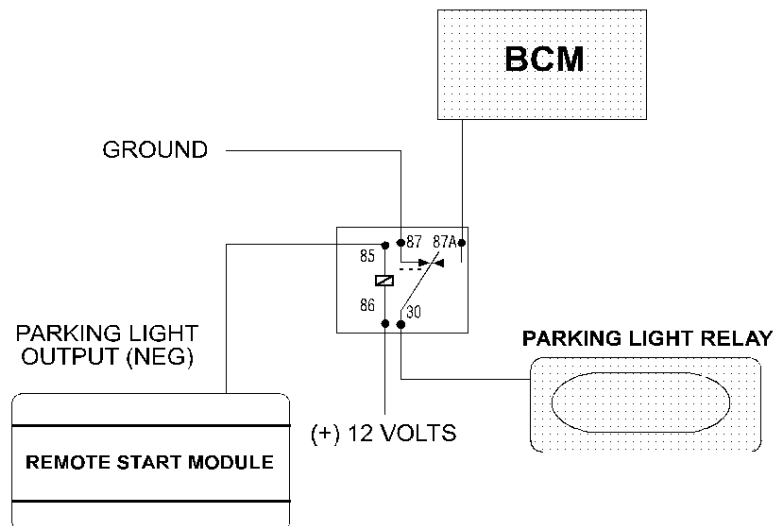 BCM
GROUND
87 87A
85
86
30
PARKING LIGHT
OUTPUT (NEG)
PARKING LIGHT RELAY
(+) 12 VOLTS
REMOTE START MODULE